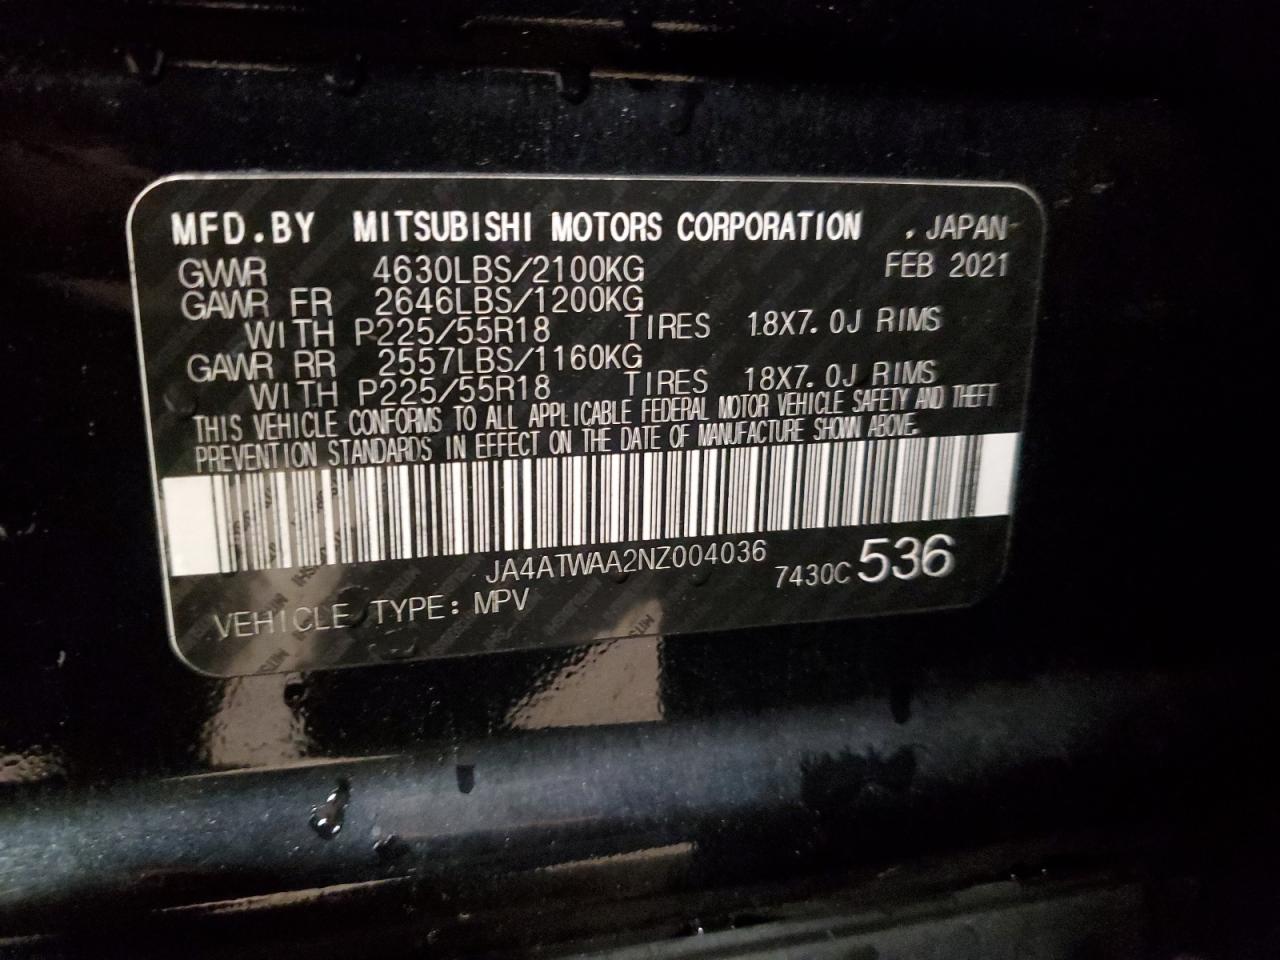 MFD.BY MITSUBISHI MOTORS CORPORATION , JAPAN
GVWR 4630LBS/2100KG FEB 2021
GAWR FR 2646LBS/1200KG
WITH P225/55R18 TIRES 18X7.0J RIMS
GAWR RR 2557LBS/1160KG
WITH P225/55R18 TIRES 18X7.0J RIMS
THIS VEHICLE CONFORMS TO ALL APPLICABLE FEDERAL MOTOR VEHICLE SAFETY AND THEFT
PREVENTION STANDARDS IN EFFECT ON THE DATE OF MANUFACTURE SHOWN ABOVE.
JA4ATWAA2NZ004036
7430C 536
VEHICLE TYPE: MPV